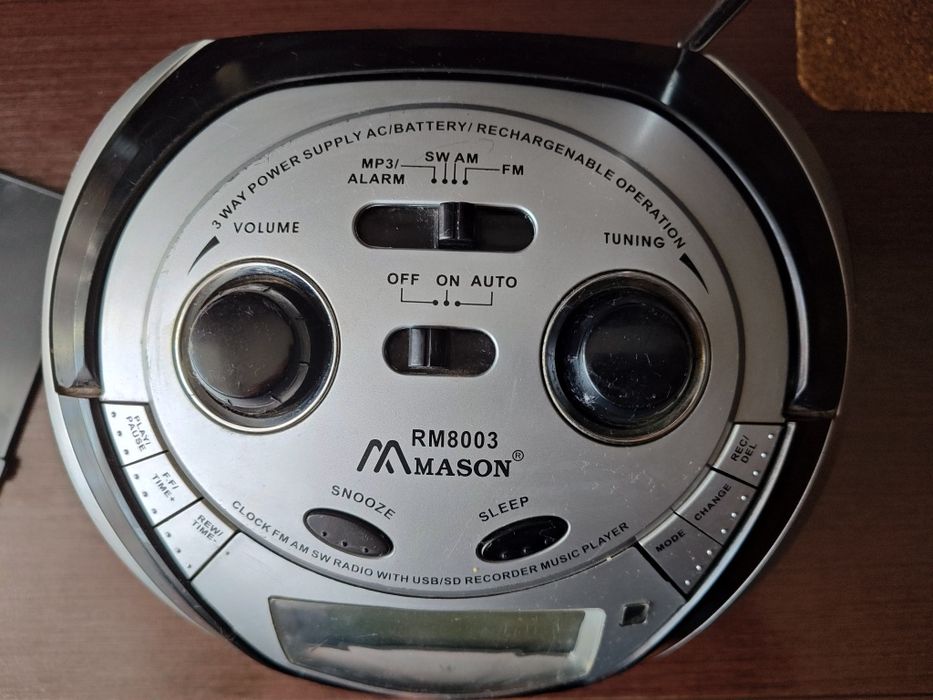 3 WAY POWER SUPPLY AC/BATTERY/ RECHARGENABLE OPERATION
MP3/
ALARM
SW AM
FM
VOLUME
TUNING
OFF ON AUTO
RM8003
MASON®
SNOOZE
SLEEP
CLOCK FM AM SW RADIO WITH USB/SD RECORDER MUSIC PLAYER
PLAY/
PAUSE
F.F/
TIME+
REW/
TIME-
REC/
DEL
CHANGE
MODE